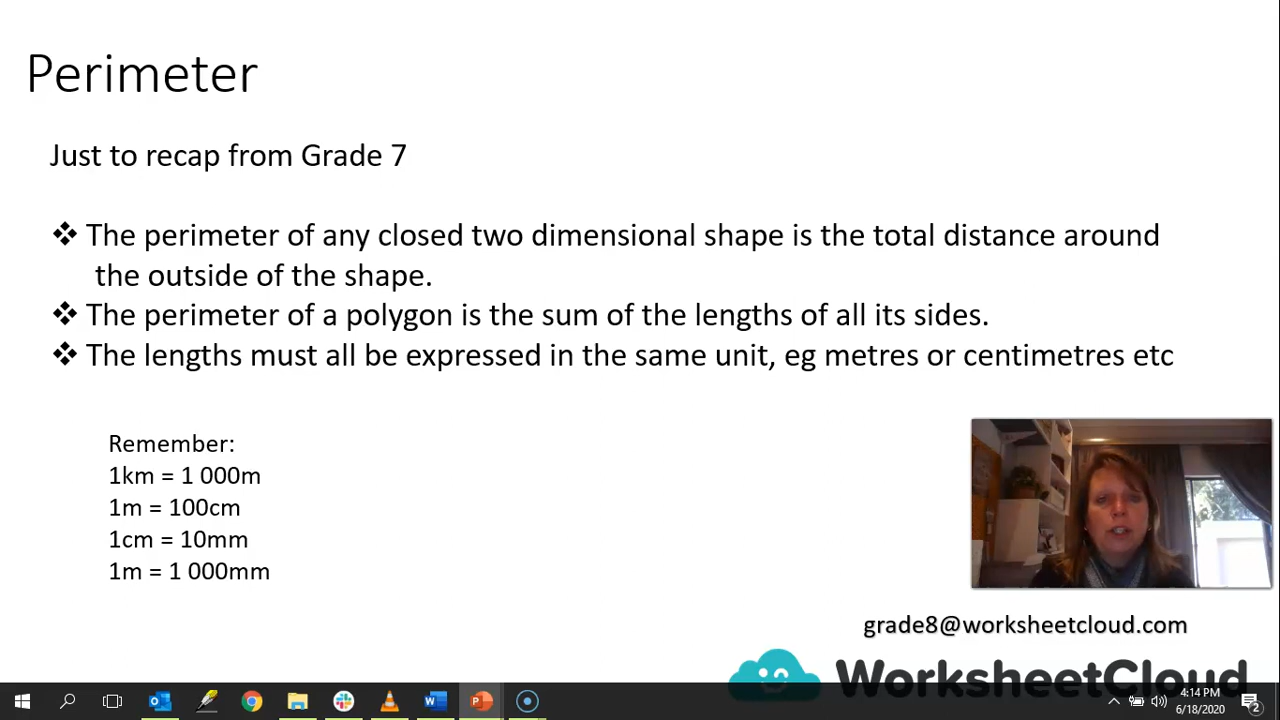 Perimeter
Just to recap from Grade 7
❖ The perimeter of any closed two dimensional shape is the total distance around
the outside of the shape.
❖ The perimeter of a polygon is the sum of the lengths of all its sides.
❖ The lengths must all be expressed in the same unit, eg metres or centimetres etc
Remember:
1km = 1 000m
1m = 100cm
1cm = 10mm
1m = 1 000mm
grade8@worksheetcloud.com
WorksheetCloud
4:14 PM
6/18/2020
2